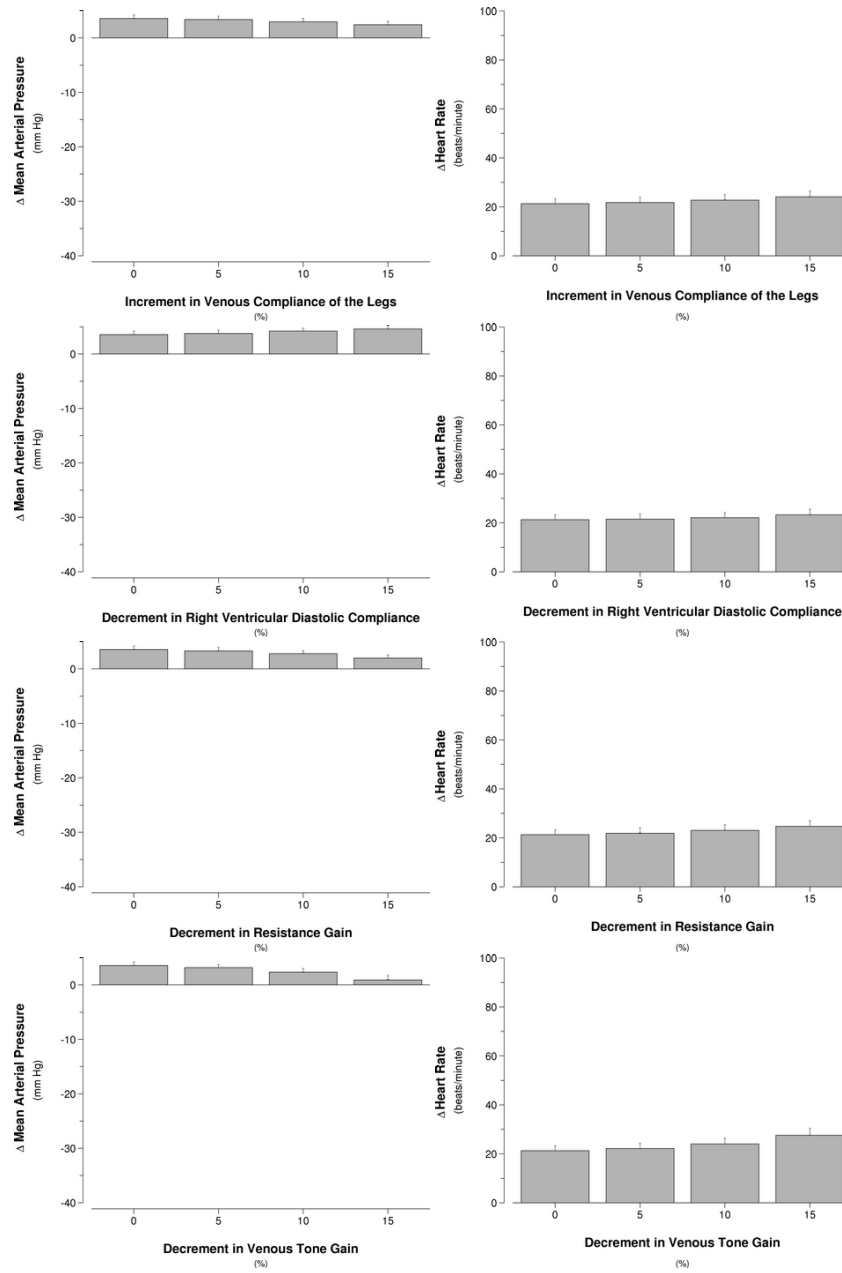 0
-10
-20
-30
-40
Δ Mean Arterial Pressure
(mm Hg)
0 5 10 15
Increment in Venous Compliance of the Legs
(%)
100
80
60
40
20
0
Δ Heart Rate
(beats/minute)
0 5 10 15
Increment in Venous Compliance of the Legs
(%)
0
-10
-20
-30
-40
Δ Mean Arterial Pressure
(mm Hg)
0 5 10 15
Decrement in Right Ventricular Diastolic Compliance
(%)
100
80
60
40
20
0
Δ Heart Rate
(beats/minute)
0 5 10 15
Decrement in Right Ventricular Diastolic Compliance
(%)
0
-10
-20
-30
-40
Δ Mean Arterial Pressure
(mm Hg)
0 5 10 15
Decrement in Resistance Gain
(%)
100
80
60
40
20
0
Δ Heart Rate
(beats/minute)
0 5 10 15
Decrement in Resistance Gain
(%)
0
-10
-20
-30
-40
Δ Mean Arterial Pressure
(mm Hg)
0 5 10 15
Decrement in Venous Tone Gain
(%)
100
80
60
40
20
0
Δ Heart Rate
(beats/minute)
0 5 10 15
Decrement in Venous Tone Gain
(%)